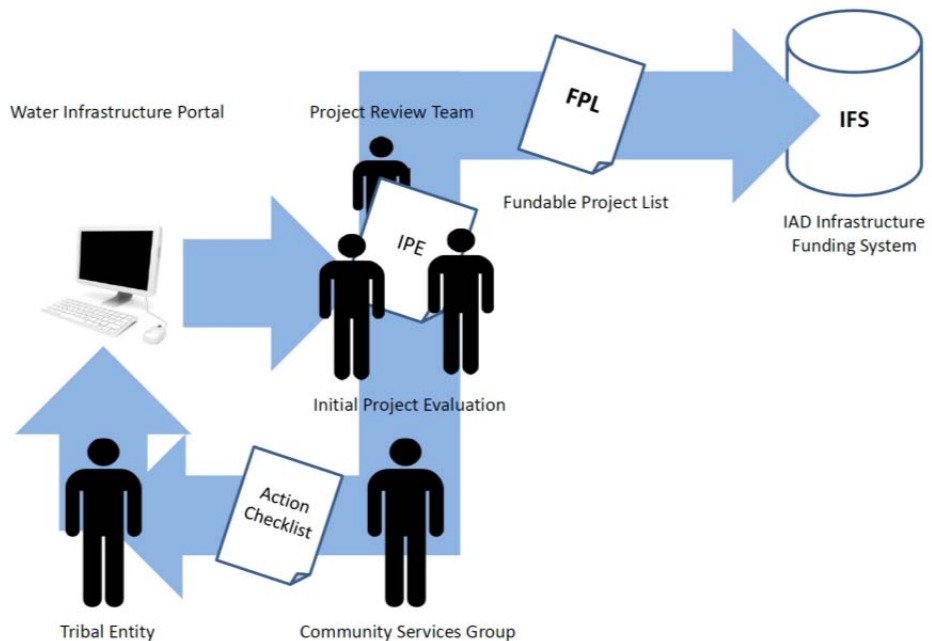 Water Infrastructure Portal
Project Review Team
FPL
IFS
Fundable Project List
IAD Infrastructure
Funding System
IPE
Initial Project Evaluation
Action
Checklist
Tribal Entity
Community Services Group